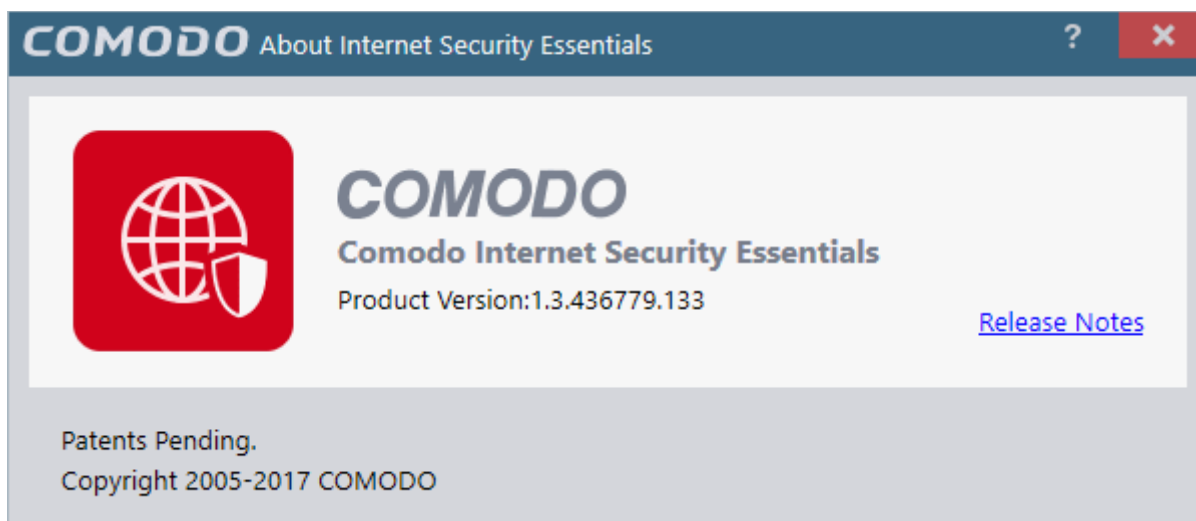 COMODO About Internet Security Essentials ?
COMODO
Comodo Internet Security Essentials
Product Version:1.3.436779.133
Release Notes
Patents Pending.
Copyright 2005-2017 COMODO